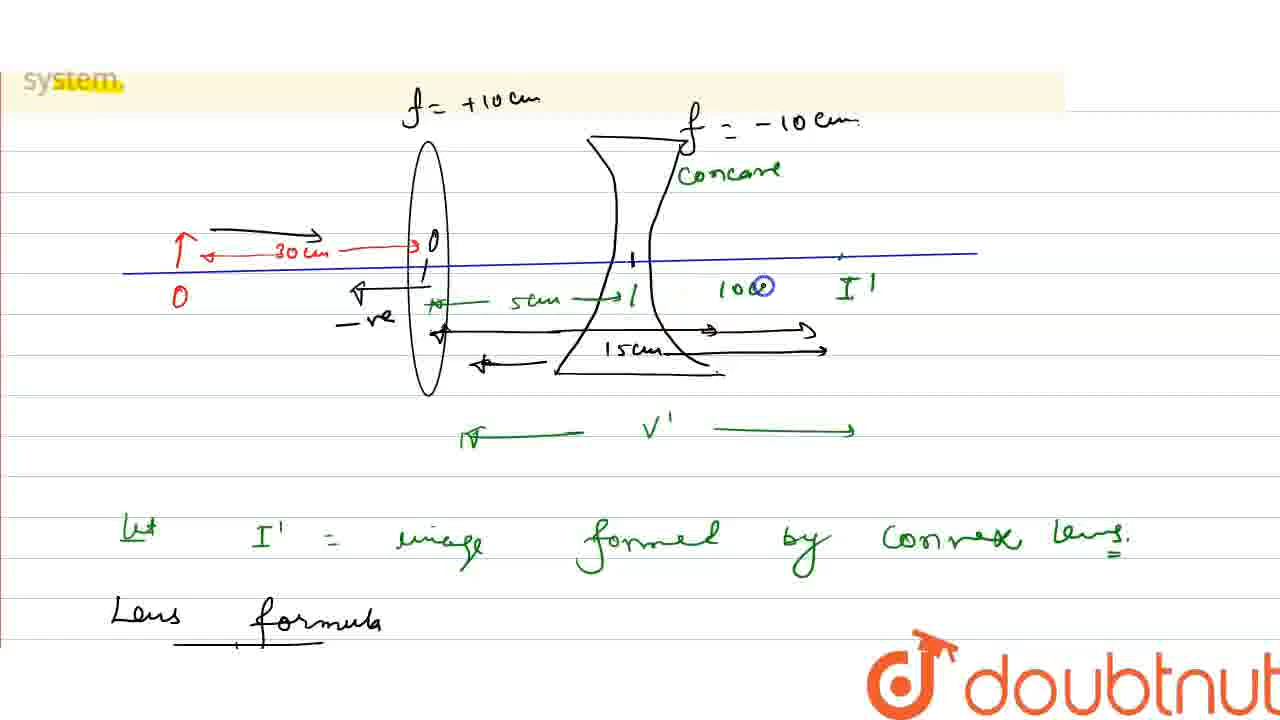 system.
f = +10 cm
f = -10 cm
concave
30 cm
O
O
5 cm
10
I'
-ve
15 cm
V'
Let I' = image formed by convex lens.
Lens formula
doubtnut